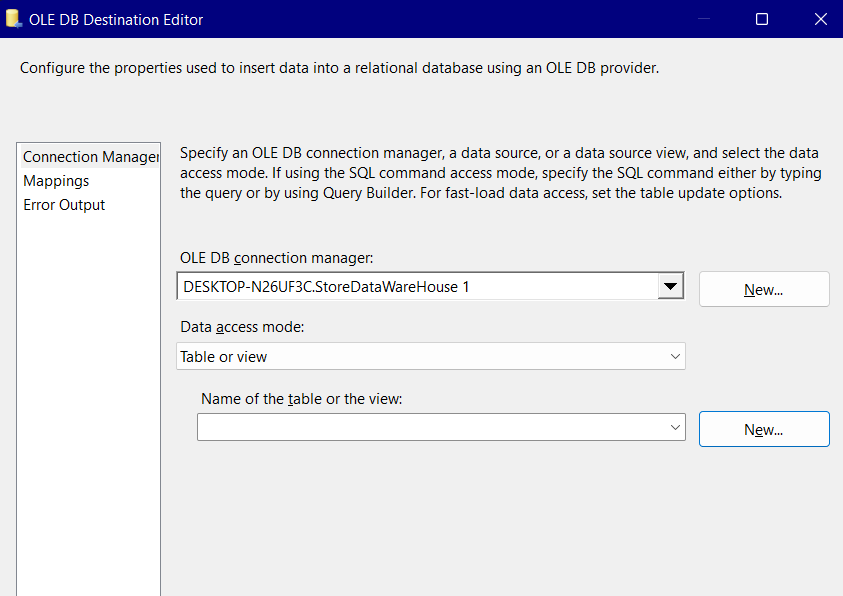 OLE DB Destination Editor
Configure the properties used to insert data into a relational database using an OLE DB provider.
Connection Manager
Mappings
Error Output
Specify an OLE DB connection manager, a data source, or a data source view, and select the data
access mode. If using the SQL command access mode, specify the SQL command either by typing
the query or by using Query Builder. For fast-load data access, set the table update options.
OLE DB connection manager:
DESKTOP-N26UF3C.StoreDataWareHouse 1
New...
Data access mode:
Table or view
Name of the table or the view:
New...